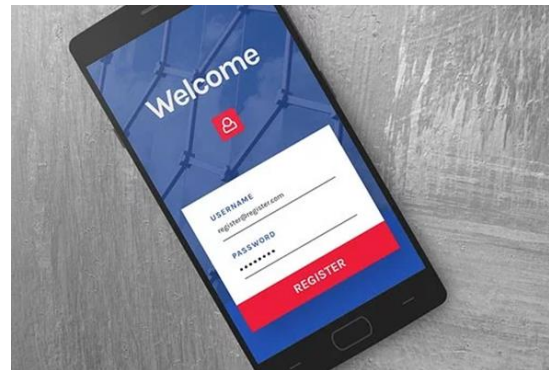 Welcome
USERNAME
register@register.com
PASSWORD
••••••••
REGISTER